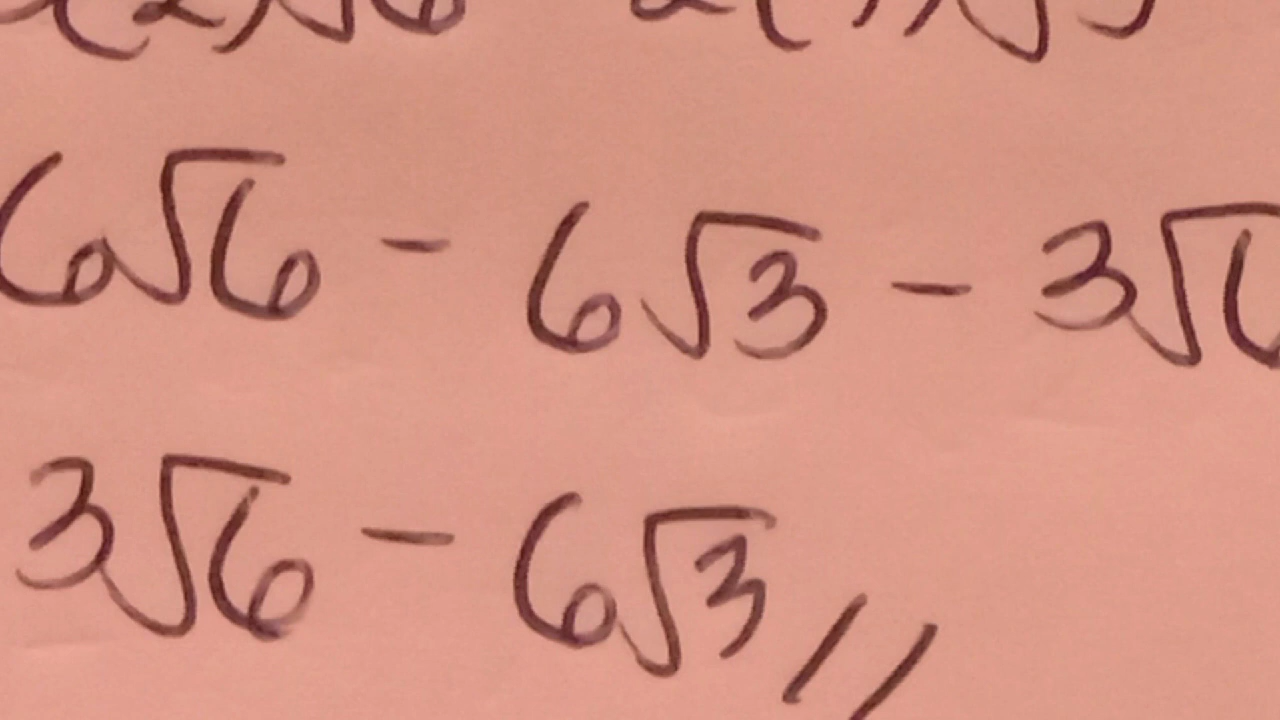 6√6 - 6√3 - 3√6
3√6 - 6√3 //